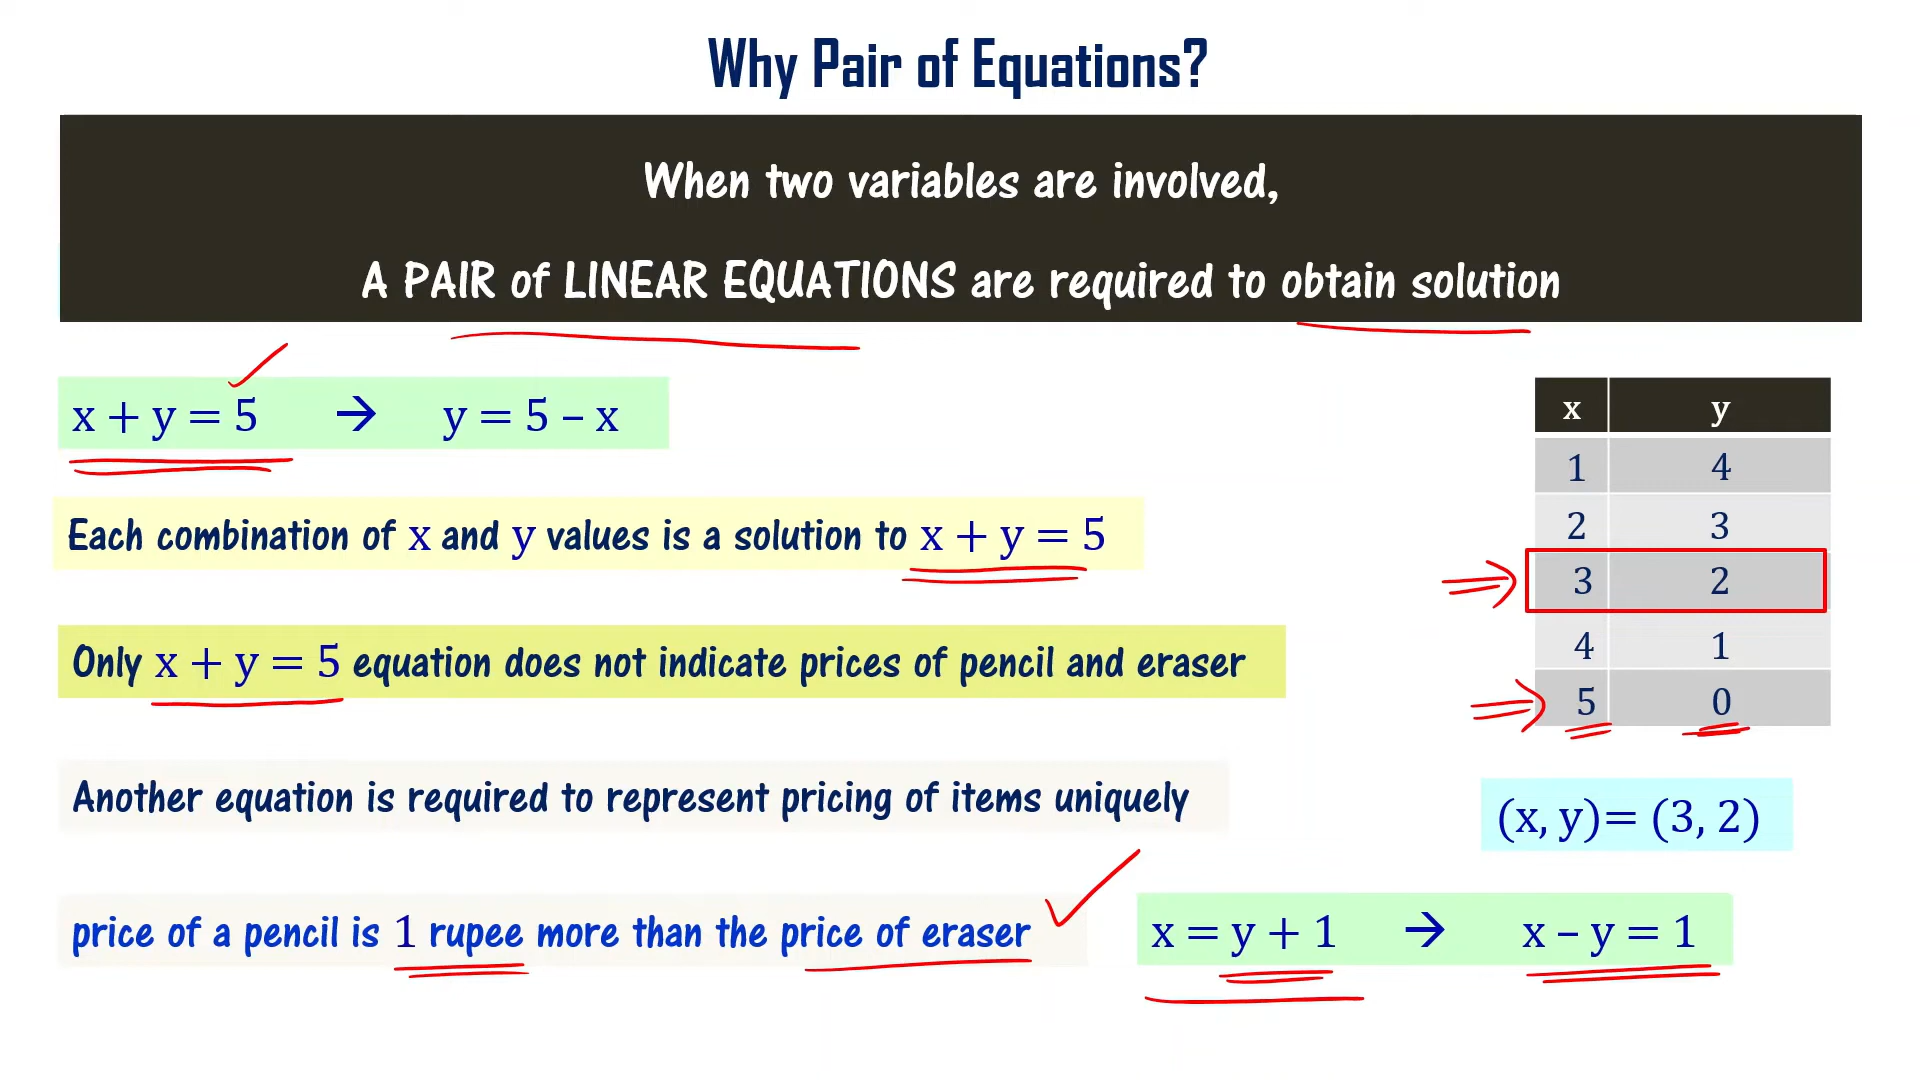 Why Pair of Equations?
When two variables are involved,
A PAIR of LINEAR EQUATIONS are required to obtain solution
x + y = 5 → y = 5 – x
Each combination of x and y values is a solution to x + y = 5
Only x + y = 5 equation does not indicate prices of pencil and eraser
Another equation is required to represent pricing of items uniquely
price of a pencil is 1 rupee more than the price of eraser
x = y + 1 → x – y = 1
x y
1 4
2 3
3 2
4 1
5 0
(x, y)= (3, 2)